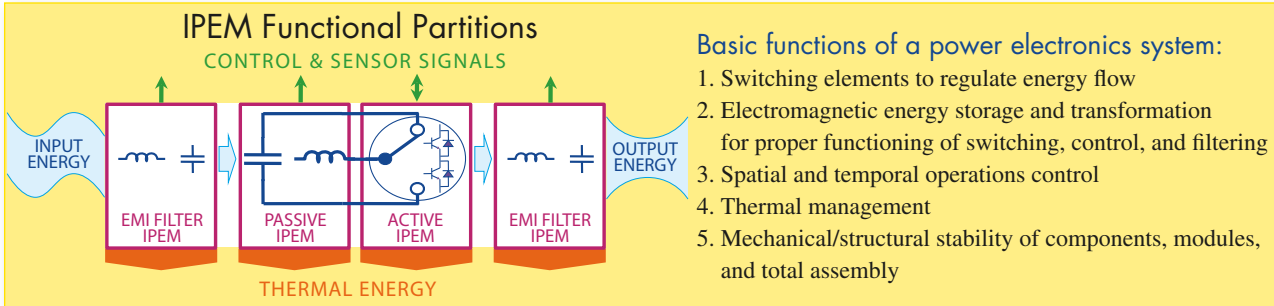 IPEM Functional Partitions
CONTROL & SENSOR SIGNALS
INPUT
ENERGY
EMI FILTER
IPEM
PASSIVE
IPEM
ACTIVE
IPEM
EMI FILTER
IPEM
OUTPUT
ENERGY
THERMAL ENERGY
Basic functions of a power electronics system:
1. Switching elements to regulate energy flow
2. Electromagnetic energy storage and transformation
for proper functioning of switching, control, and filtering
3. Spatial and temporal operations control
4. Thermal management
5. Mechanical/structural stability of components, modules,
and total assembly